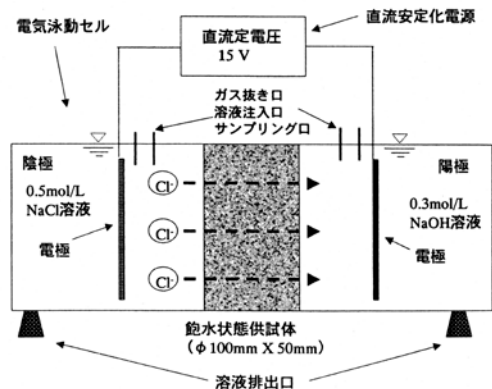 電気泳動セル
直流定電圧
15 V
直流安定化電源
ガス抜き口
溶液注入口
サンプリング口
陰極
0.5mol/L
NaCl溶液
電極
Cl-
Cl-
Cl-
陽極
0.3mol/L
NaOH溶液
電極
飽水状態供試体
(φ100mm X 50mm)
溶液排出口